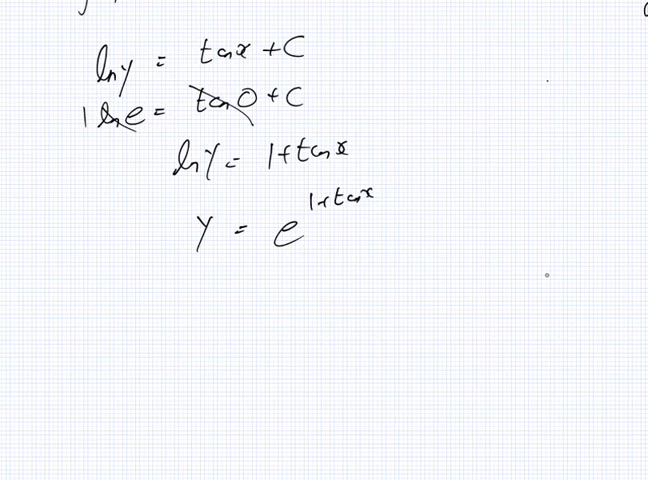 ln y = tan x + C
1 ln e = tan 0 + C
ln y = 1 + tan x
y = e^(1 + tan x)